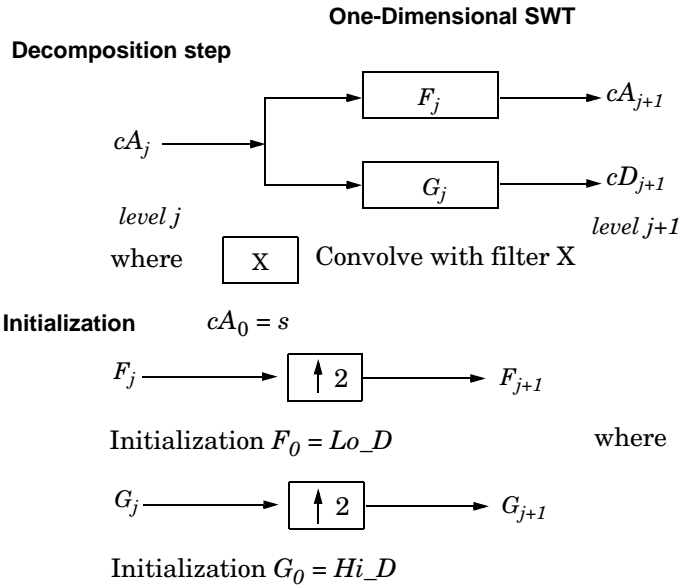 One-Dimensional SWT
Decomposition step
F_j
cA_{j+1}
cA_j
G_j
cD_{j+1}
level j
level j+1
where X Convolve with filter X
Initialization cA_0 = s
F_j ↑ 2 F_{j+1}
Initialization F_0 = Lo_D where
G_j ↑ 2 G_{j+1}
Initialization G_0 = Hi_D